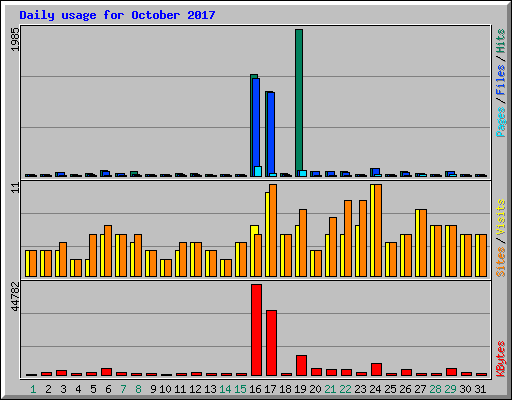 Daily usage for October 2017
1985
Pages / Files / Hits
11
Sites / Visits
44782
KBytes
1 2 3 4 5 6 7 8 9 10 11 12 13 14 15 16 17 18 19 20 21 22 23 24 25 26 27 28 29 30 31